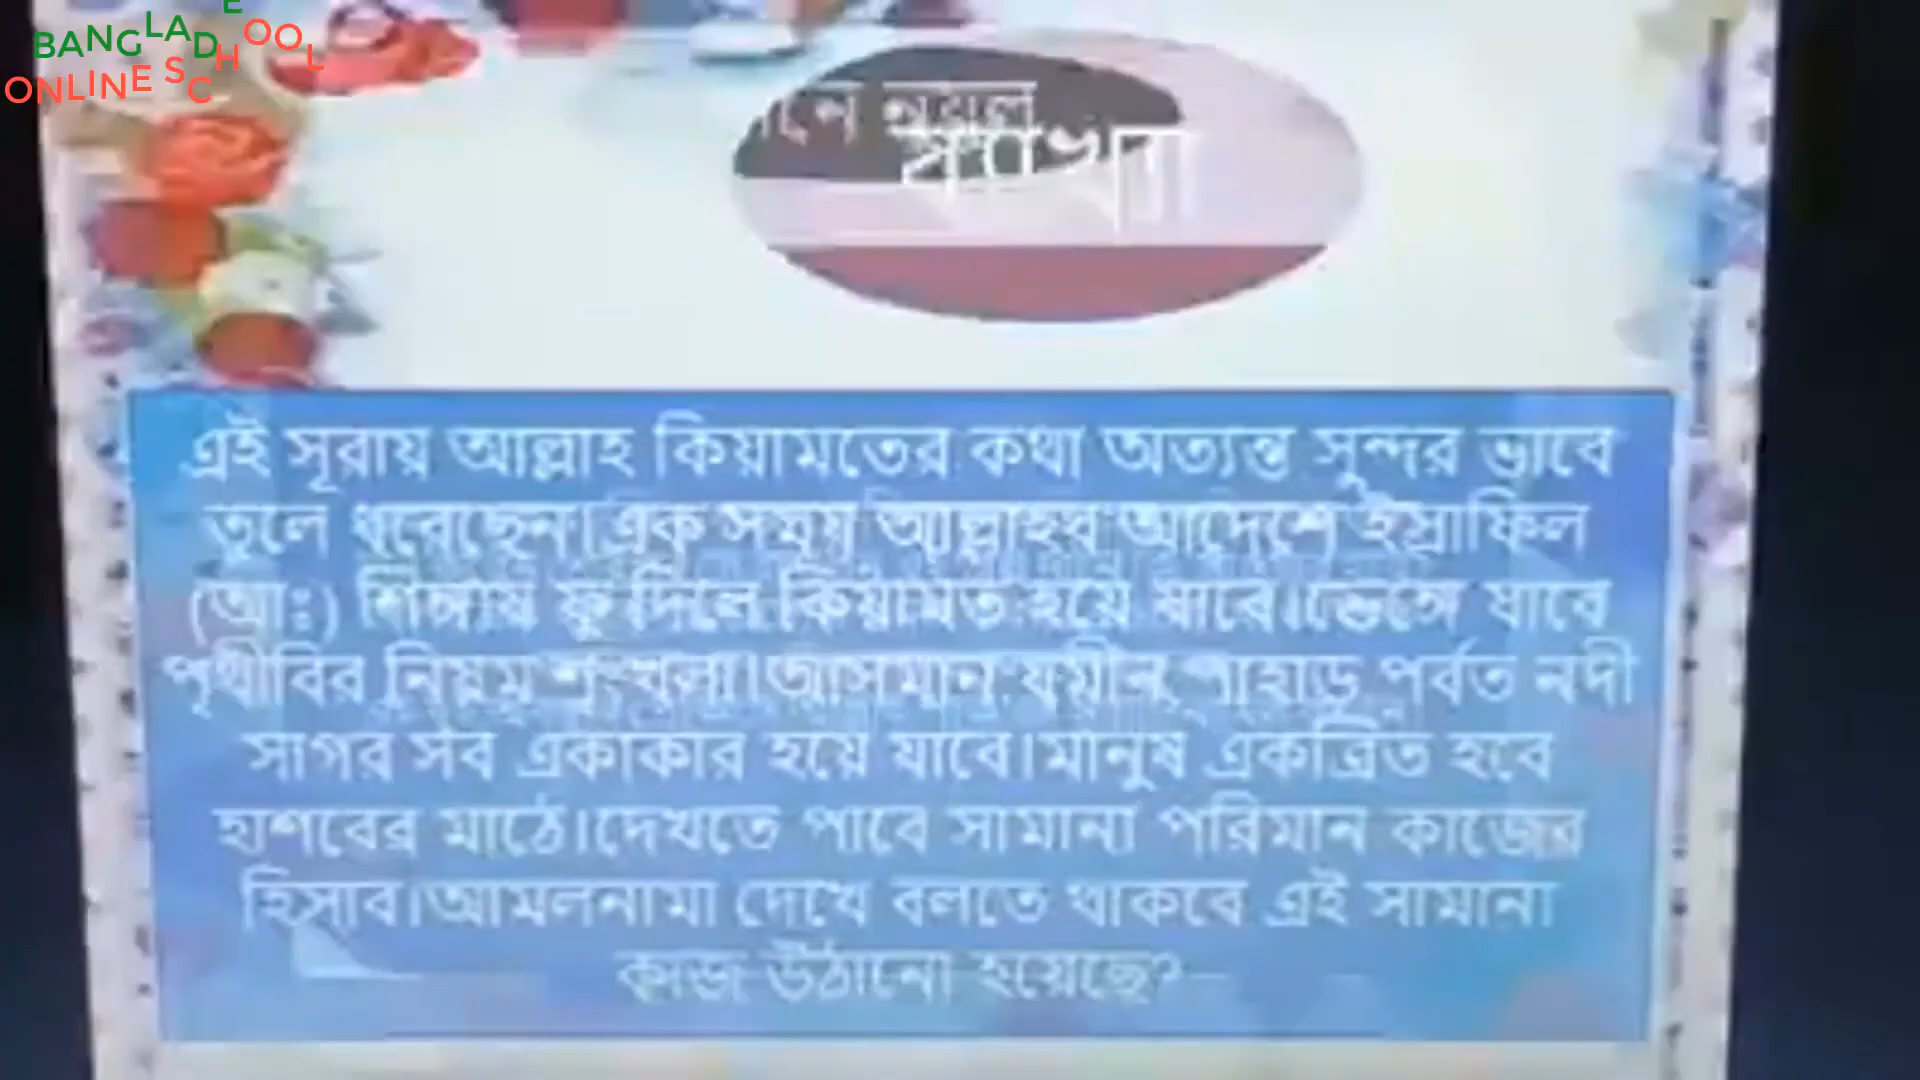 BANGLADE
ONLINE SCHOOL
এই সূরায় আল্লাহ কিয়ামতের কথা অত্যন্ত সুন্দর ভাবে
তুলে ধরেছেন।এক সময় আল্লাহর আদেশে ইস্রাফিল
(আঃ) শিঙ্গায় ফু দিলে কিয়ামত হয়ে যাবে।ভেঙ্গে যাবে
পৃথীবির নিয়ম শৃংখলা।আসমান যমীন পাহাড় পর্বত নদী
সাগর সব একাকার হয়ে যাবে।মানুষ একত্রিত হবে
হাশরের মাঠে।দেখতে পাবে সামান্য পরিমান কাজের
হিসাব।আমলনামা দেখে বলতে থাকবে এই সামান্য
কাজ উঠানো হয়েছে?